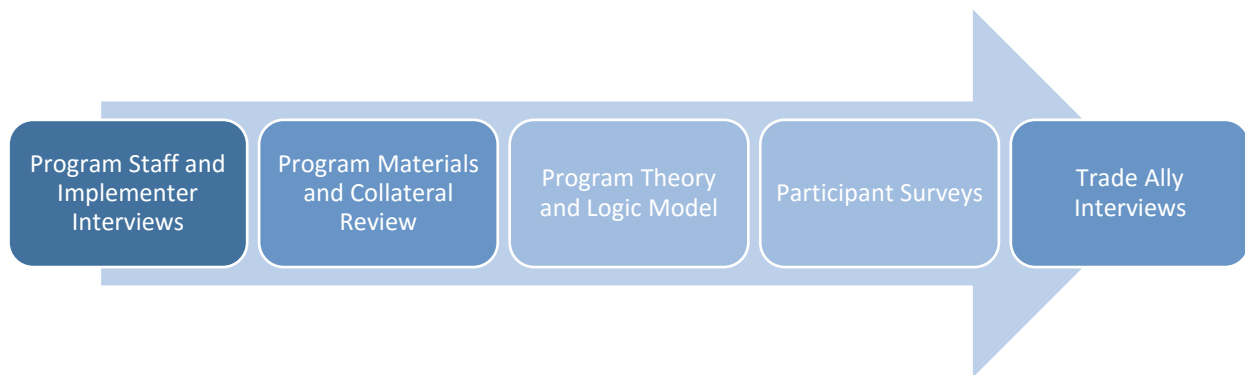 Program Staff and
Implementer
Interviews
Program Materials
and Collateral
Review
Program Theory
and Logic Model
Participant Surveys
Trade Ally
Interviews